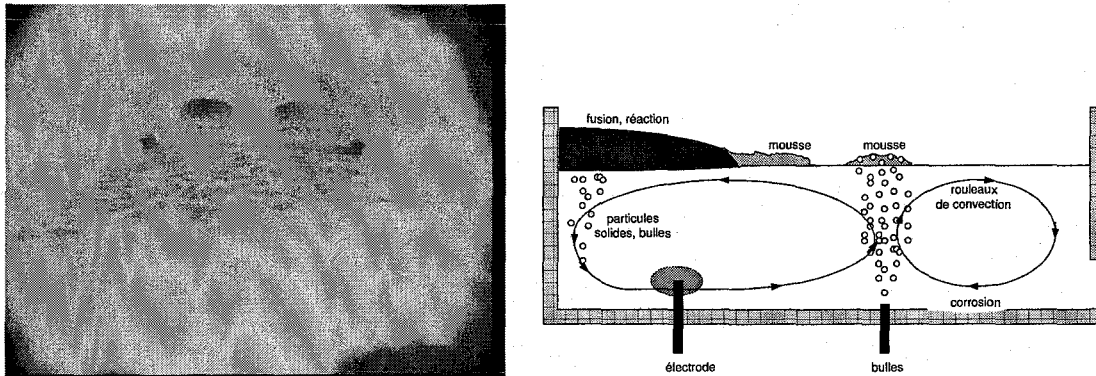 fusion, réaction
mousse
mousse
rouleaux
de convection
particules
solides, bulles
corrosion
électrode
bulles